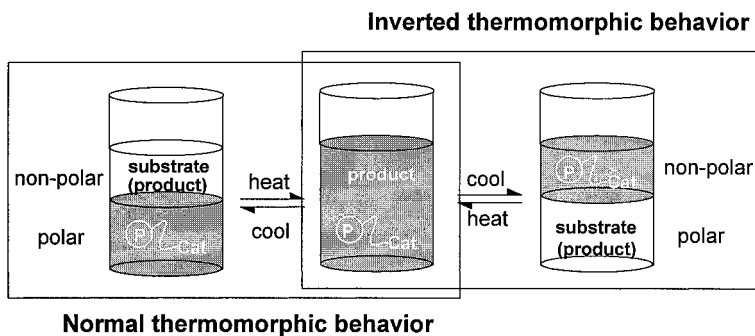 Inverted thermomorphic behavior
substrate
(product)
non-polar
polar
P
Cat
heat
cool
product
P
Cat
cool
heat
P
Cat
non-polar
substrate
(product)
polar
Normal thermomorphic behavior